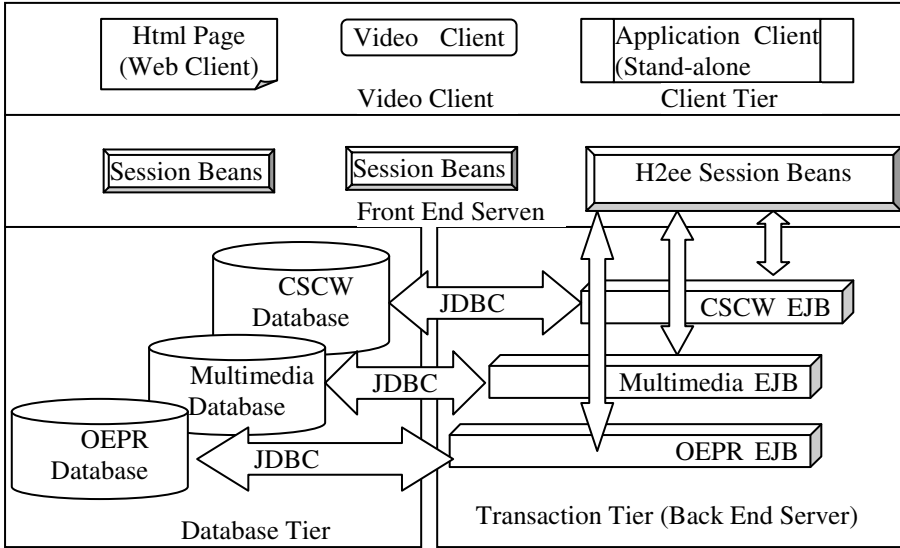 Html Page
(Web Client)
Video Client
Application Client
(Stand-alone
Video Client
Client Tier
Session Beans
Session Beans
H2ee Session Beans
Front End Serven
CSCW
Database
JDBC
CSCW EJB
Multimedia
Database
JDBC
Multimedia EJB
OEPR
Database
JDBC
OEPR EJB
Database Tier
Transaction Tier (Back End Server)